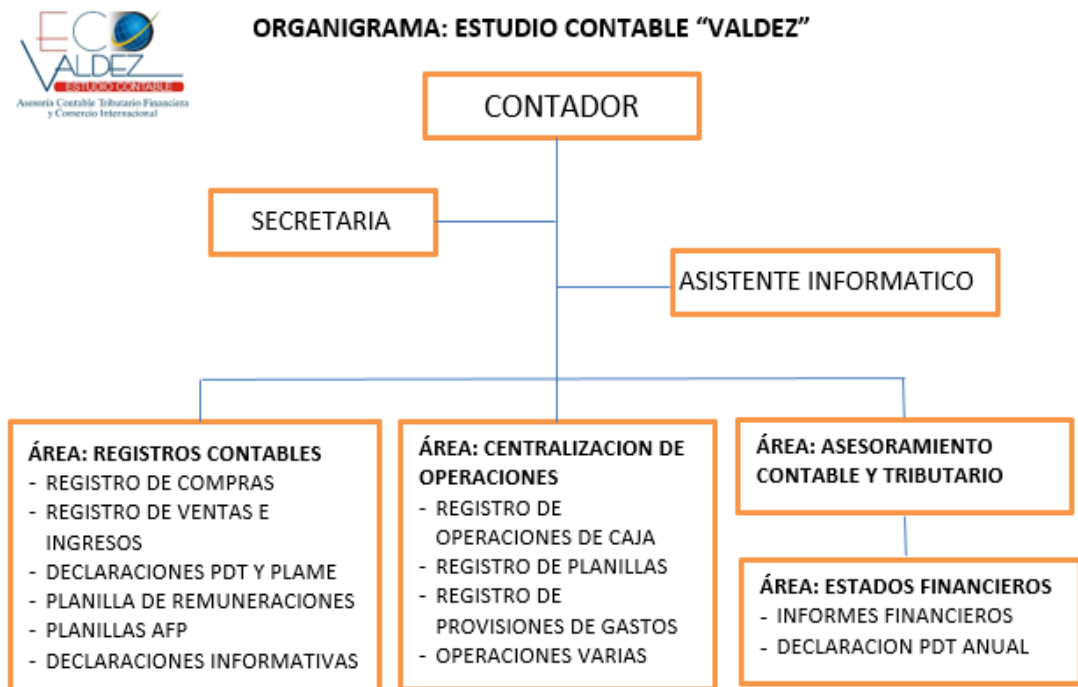 ECO
VALDEZ
ESTUDIO CONTABLE
Asesoría Contable Tributario Financiera
y Comercio Internacional
ORGANIGRAMA: ESTUDIO CONTABLE “VALDEZ”
CONTADOR
SECRETARIA
ASISTENTE INFORMATICO
ÁREA: REGISTROS CONTABLES
- REGISTRO DE COMPRAS
- REGISTRO DE VENTAS E
INGRESOS
- DECLARACIONES PDT Y PLAME
- PLANILLA DE REMUNERACIONES
- PLANILLAS AFP
- DECLARACIONES INFORMATIVAS
ÁREA: CENTRALIZACION DE
OPERACIONES
- REGISTRO DE
OPERACIONES DE CAJA
- REGISTRO DE PLANILLAS
- REGISTRO DE
PROVISIONES DE GASTOS
- OPERACIONES VARIAS
ÁREA: ASESORAMIENTO
CONTABLE Y TRIBUTARIO
ÁREA: ESTADOS FINANCIEROS
- INFORMES FINANCIEROS
- DECLARACION PDT ANUAL